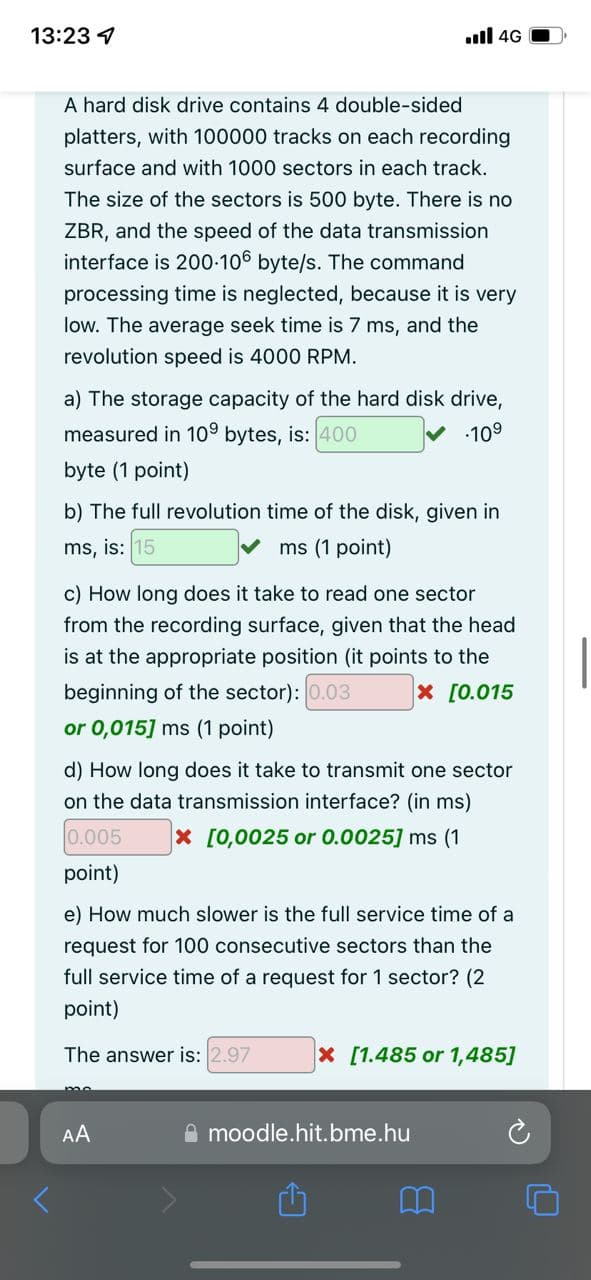 13:23
4G
A hard disk drive contains 4 double-sided
platters, with 100000 tracks on each recording
surface and with 1000 sectors in each track.
The size of the sectors is 500 byte. There is no
ZBR, and the speed of the data transmission
interface is 200·10⁶ byte/s. The command
processing time is neglected, because it is very
low. The average seek time is 7 ms, and the
revolution speed is 4000 RPM.
a) The storage capacity of the hard disk drive,
measured in 10⁹ bytes, is: 400 ✔ ·10⁹
byte (1 point)
b) The full revolution time of the disk, given in
ms, is: 15 ✔ ms (1 point)
c) How long does it take to read one sector
from the recording surface, given that the head
is at the appropriate position (it points to the
beginning of the sector): 0.03 ✖ [0.015
or 0,015] ms (1 point)
d) How long does it take to transmit one sector
on the data transmission interface? (in ms)
0.005 ✖ [0,0025 or 0.0025] ms (1
point)
e) How much slower is the full service time of a
request for 100 consecutive sectors than the
full service time of a request for 1 sector? (2
point)
The answer is: 2.97 ✖ [1.485 or 1,485]
AA moodle.hit.bme.hu